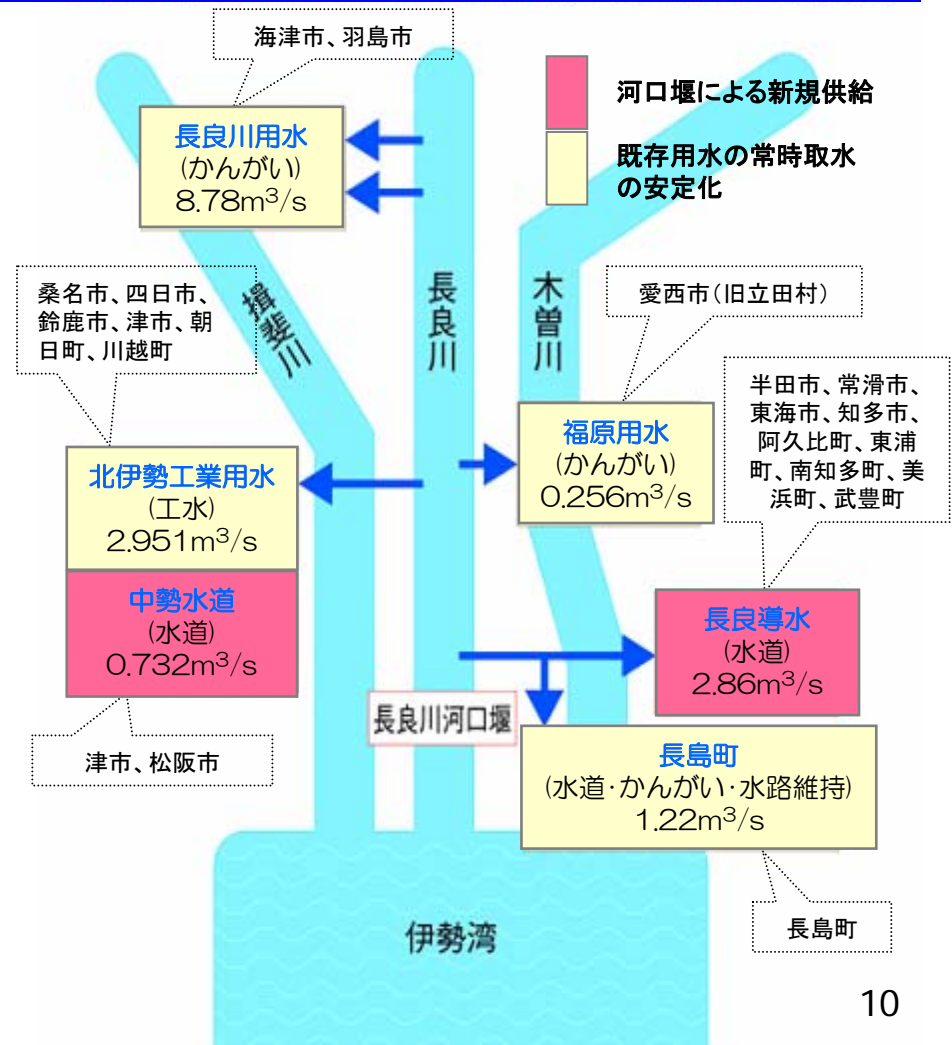 海津市、羽島市
河口堰による新規供給
既存用水の常時取水
の安定化
長良川用水
(かんがい)
8.78m³/s
揖斐川
長良川
木曽川
桑名市、四日市、
鈴鹿市、津市、朝
日町、川越町
愛西市(旧立田村)
福原用水
(かんがい)
0.256m³/s
半田市、常滑市、
東海市、知多市、
阿久比町、東浦
町、南知多町、美
浜町、武豊町
北伊勢工業用水
(工水)
2.951m³/s
中勢水道
(水道)
0.732m³/s
長良導水
(水道)
2.86m³/s
長良川河口堰
津市、松阪市
長島町
(水道・かんがい・水路維持)
1.22m³/s
長島町
伊勢湾
10